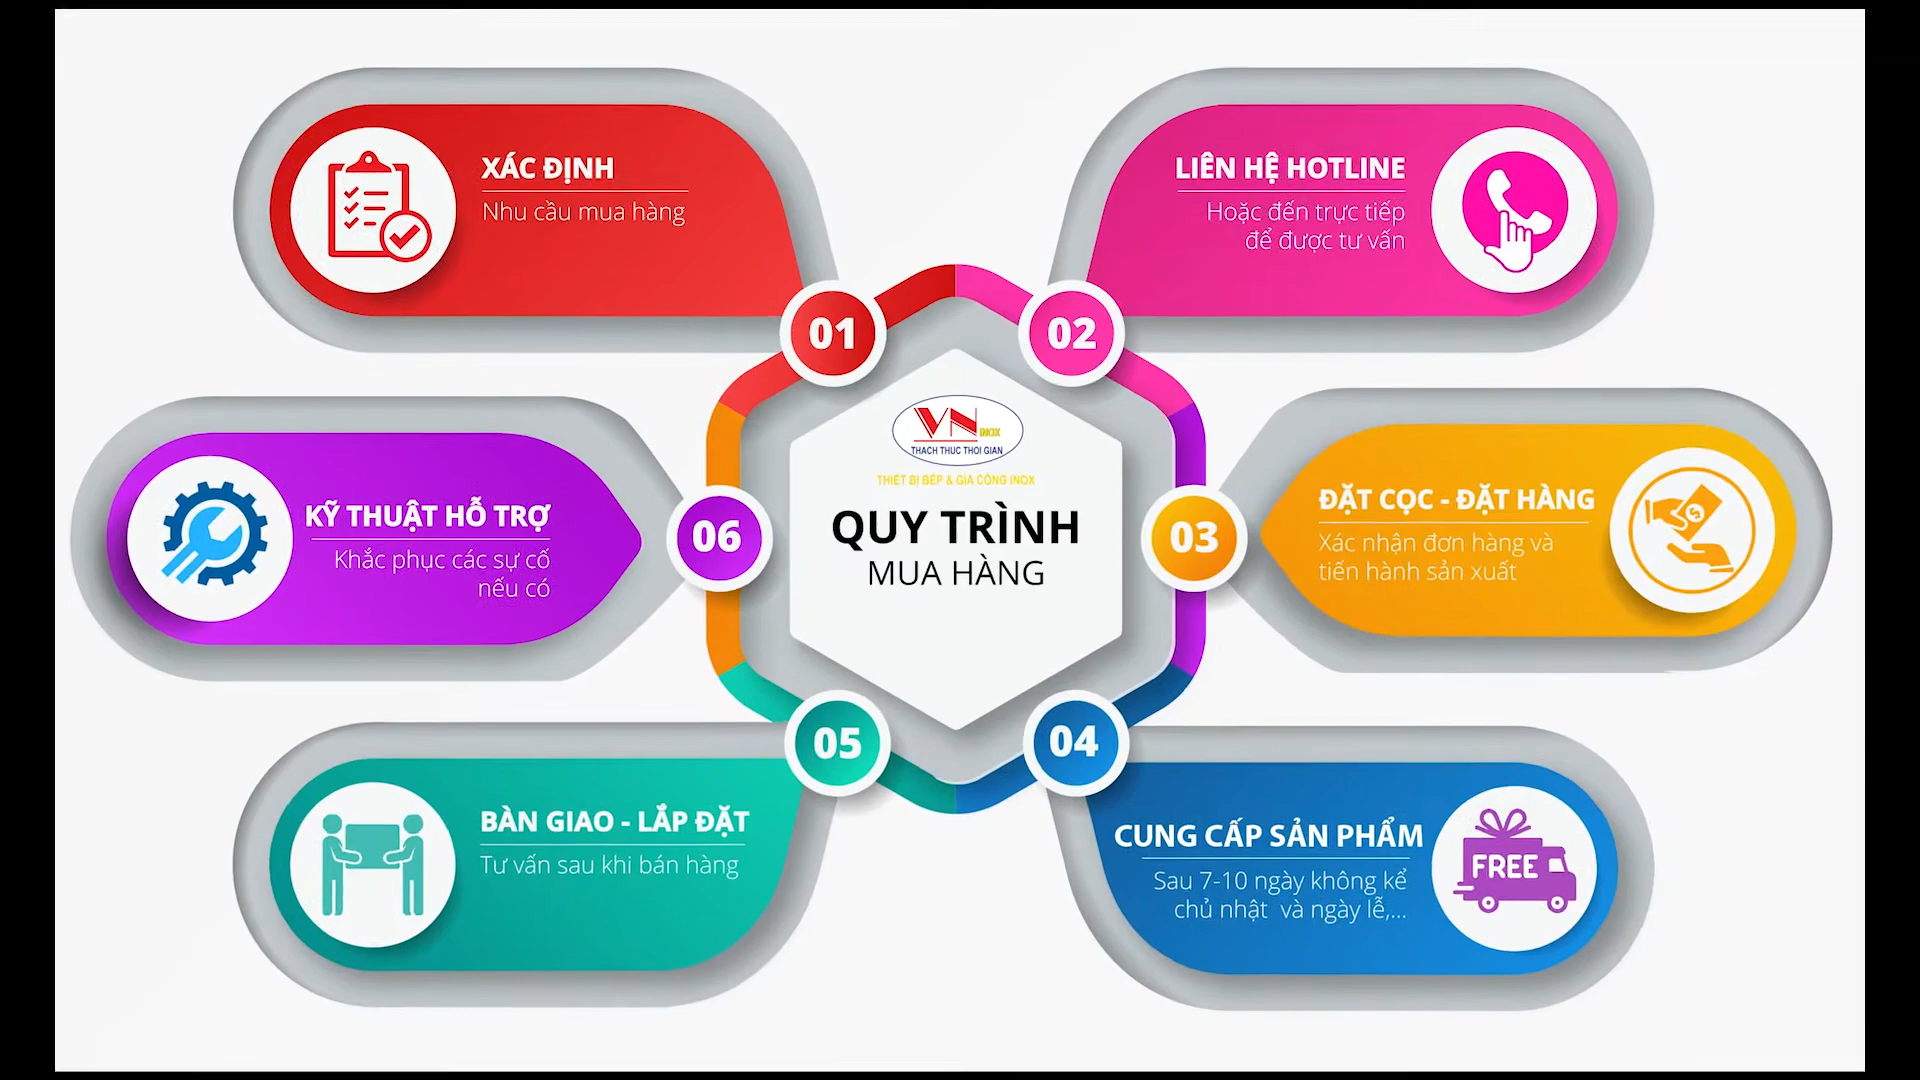 VN
INOX
THACH THUC THOI GIAN
THIẾT BỊ BẾP & GIA CÔNG INOX
QUY TRÌNH
MUA HÀNG
01
XÁC ĐỊNH
Nhu cầu mua hàng
02
LIÊN HỆ HOTLINE
Hoặc đến trực tiếp
để được tư vấn
03
ĐẶT CỌC - ĐẶT HÀNG
Xác nhận đơn hàng và
tiến hành sản xuất
04
CUNG CẤP SẢN PHẨM
Sau 7-10 ngày không kể
chủ nhật và ngày lễ,...
FREE
05
BÀN GIAO - LẮP ĐẶT
Tư vấn sau khi bán hàng
06
KỸ THUẬT HỖ TRỢ
Khắc phục các sự cố
nếu có